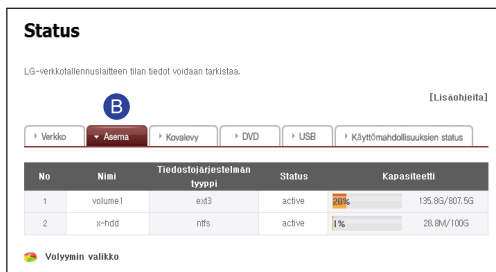 Status
LG-verkkotallennuslaitteen tilan tiedot voidaan tarkistaa.
B
[Lisäohjeita]
Verkko Asema Kovalevy DVD USB Käyttömahdollisuuksien status
No Nimi Tiedostojärjestelmän tyyppi Status Kapasiteetti
1 volume1 ext3 active 20% 135.8G/807.5G
2 x-hdd ntfs active 1% 28.8M/100G
Volyymin valikko